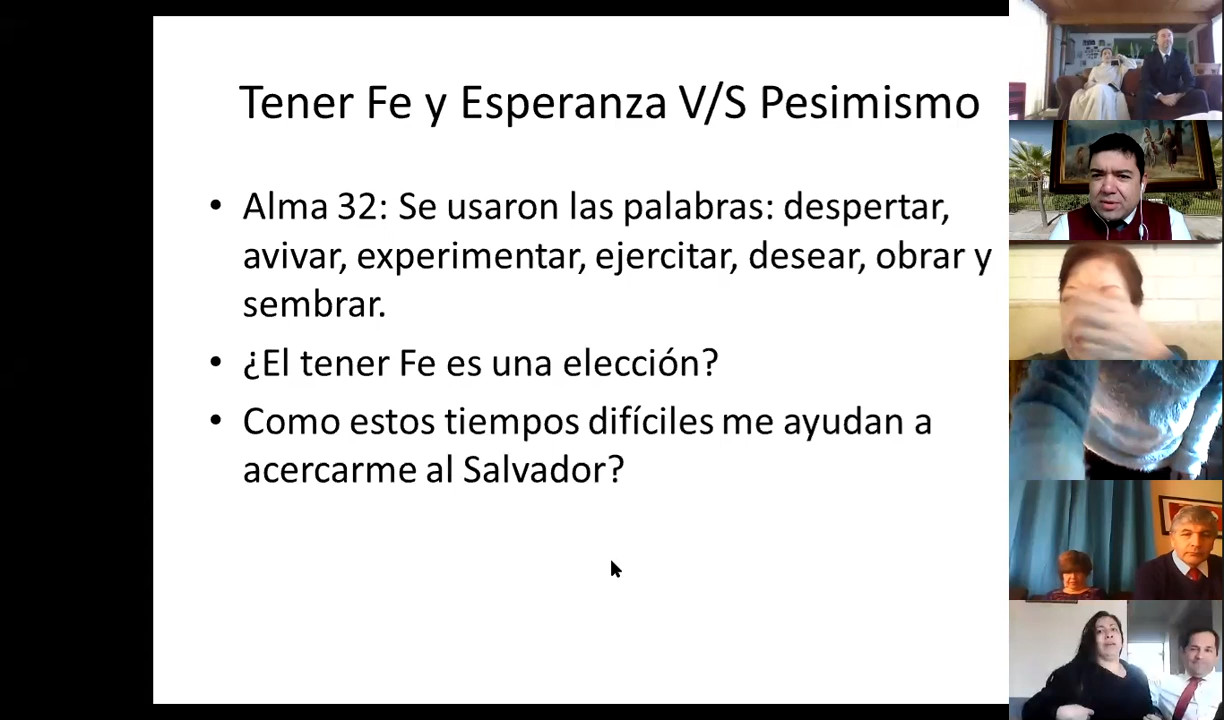 Tener Fe y Esperanza V/S Pesimismo
• Alma 32: Se usaron las palabras: despertar,
avivar, experimentar, ejercitar, desear, obrar y
sembrar.
• ¿El tener Fe es una elección?
• Como estos tiempos difíciles me ayudan a
acercarme al Salvador?